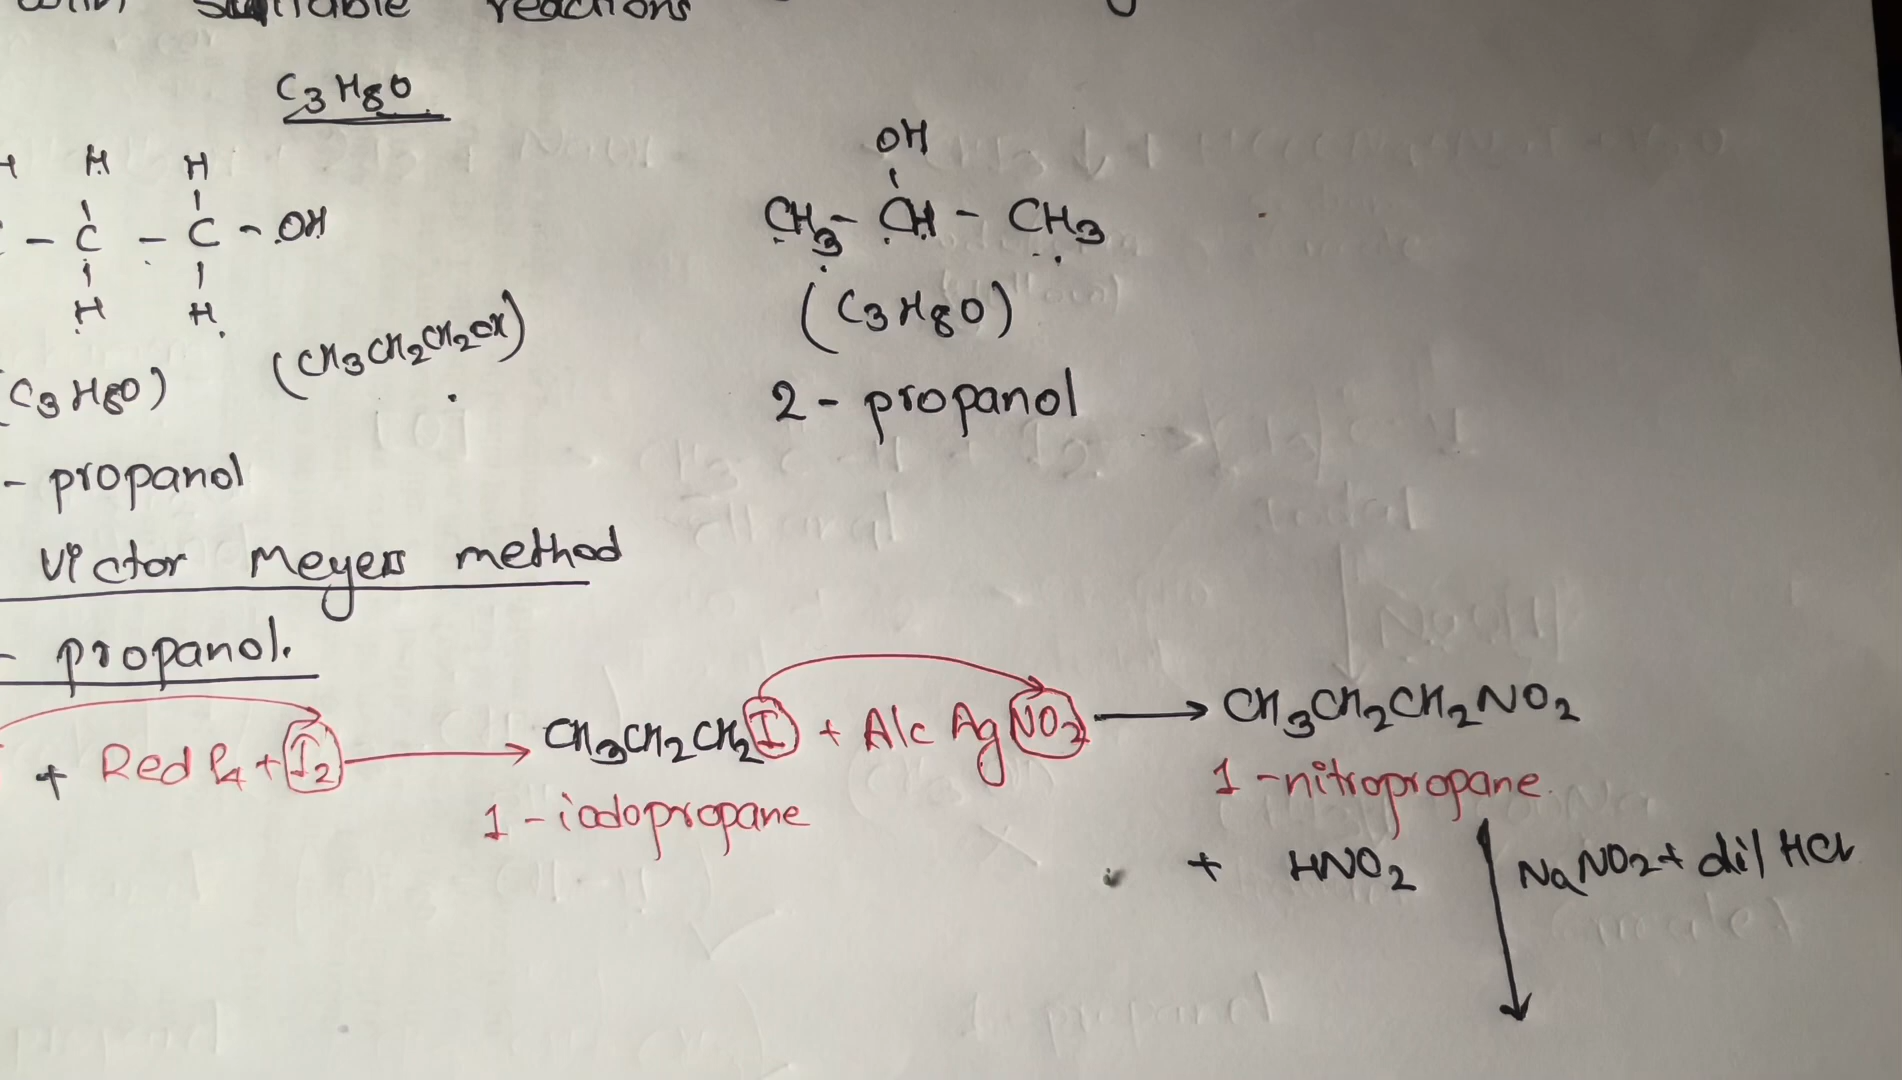 suitable reactions
C3H8O
H H
OH
C - C - OH
CH3 - CH - CH3
H H
(CH3CH2CH2OH)
(C3H8O)
(C3H8O)
2 - propanol
- propanol
Victor Meyers method
- propanol.
+ Red P4 + I2 → CH3CH2CH2I + Alc AgNO2 → CH3CH2CH2NO2
1 - iodopropane
1 - nitropropane.
+ HNO2 ↓ NaNO2 + dil HCl